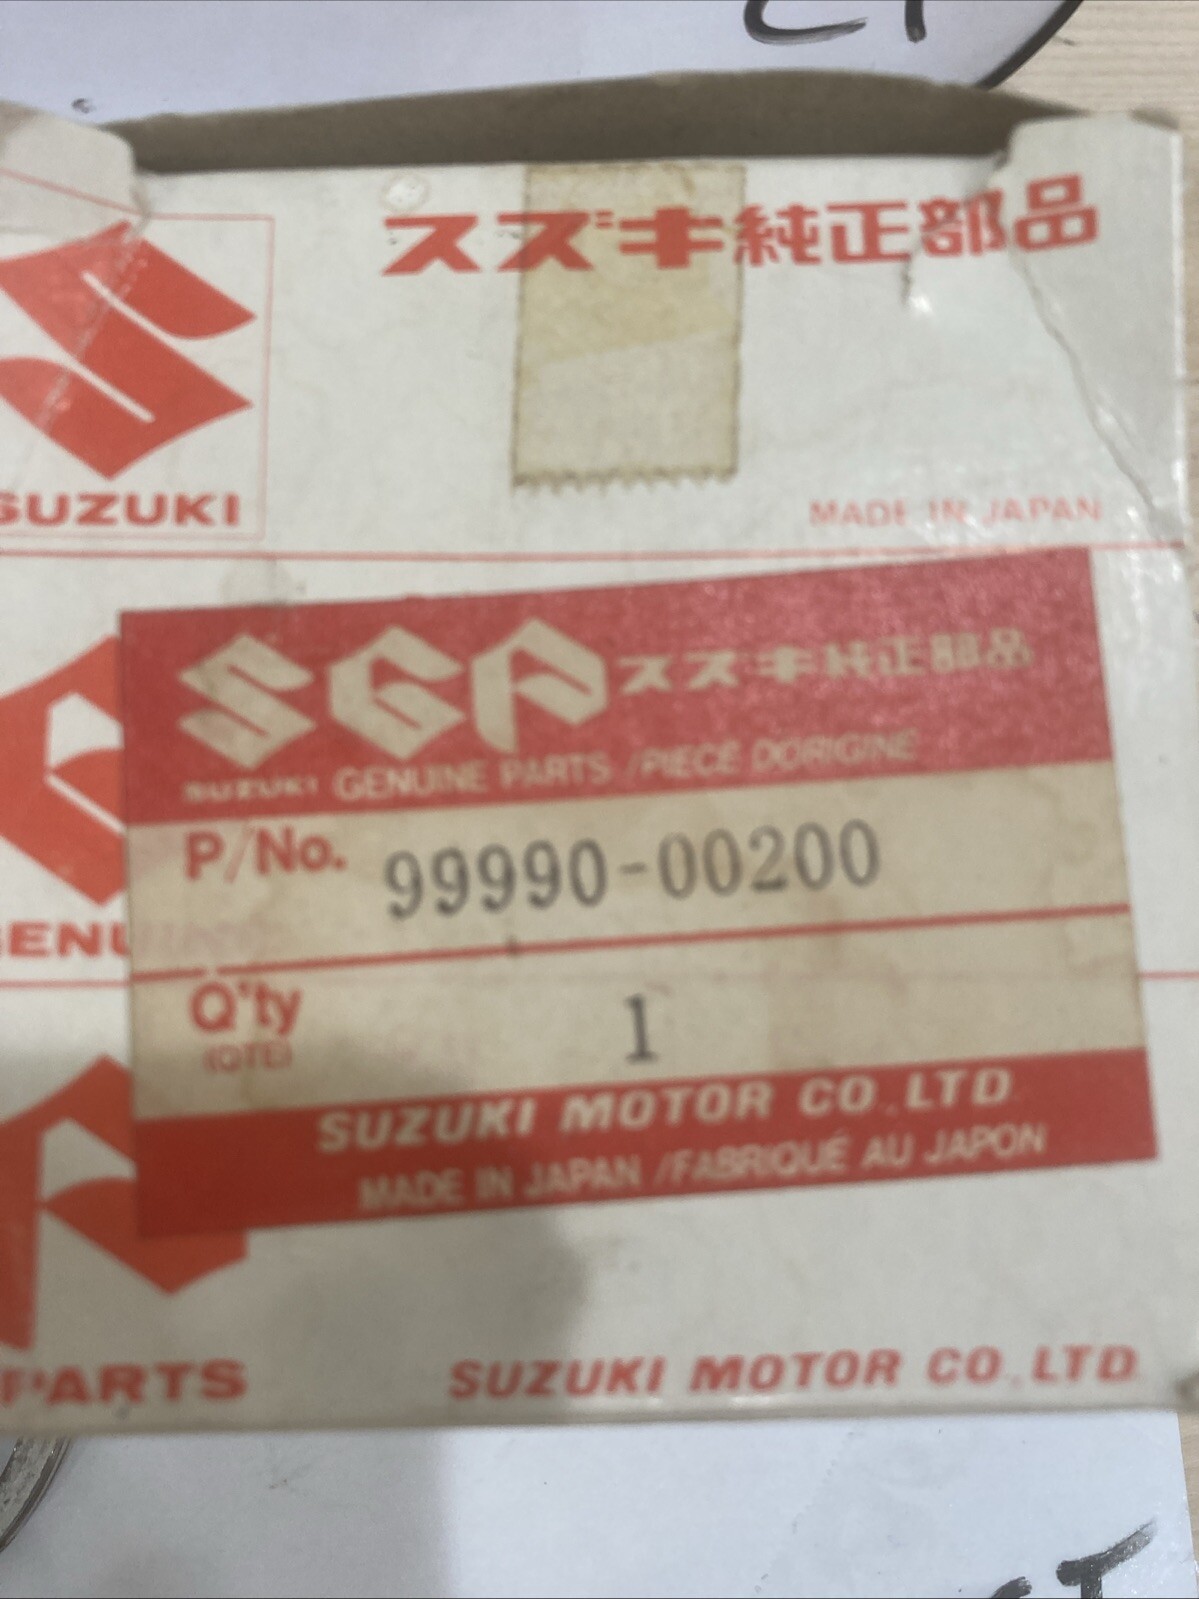 スズキ純正部品
SUZUKI
MADE IN JAPAN
SGP スズキ純正部品
SUZUKI GENUINE PARTS /PIECE DORIGINE
P/No. 99990-00200
GENU
Q'ty 1
(QTE)
SUZUKI MOTOR CO.,LTD.
MADE IN JAPAN /FABRIQUÉ AU JAPON
PARTS
SUZUKI MOTOR CO.,LTD.